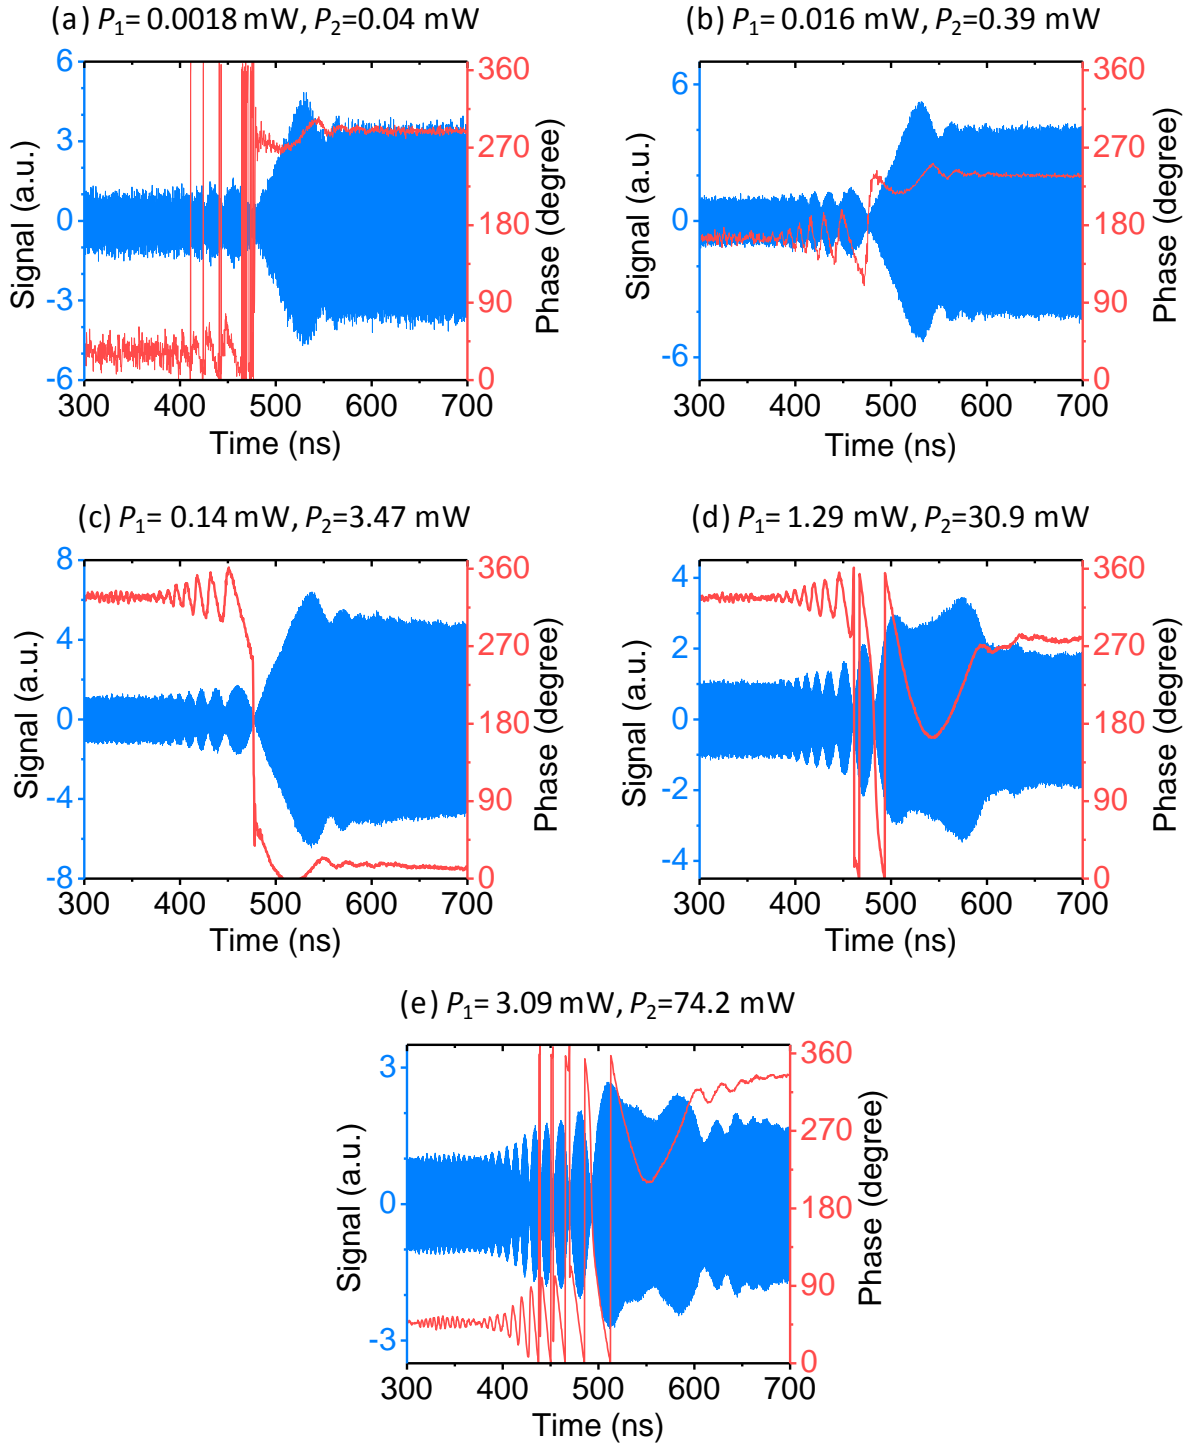 (a) P1= 0.0018 mW, P2=0.04 mW
6
3
0
-3
-6
Signal (a.u.)
360
270
180
90
0
Phase (degree)
300 400 500 600 700
Time (ns)
(b) P1= 0.016 mW, P2=0.39 mW
6
0
-6
Signal (a.u.)
360
270
180
90
0
Phase (degree)
300 400 500 600 700
Time (ns)
(c) P1= 0.14 mW, P2=3.47 mW
8
4
0
-4
-8
Signal (a.u.)
360
270
180
90
0
Phase (degree)
300 400 500 600 700
Time (ns)
(d) P1= 1.29 mW, P2=30.9 mW
4
2
0
-2
-4
Signal (a.u.)
360
270
180
90
0
Phase (degree)
300 400 500 600 700
Time (ns)
(e) P1= 3.09 mW, P2=74.2 mW
3
0
-3
Signal (a.u.)
360
270
180
90
0
Phase (degree)
300 400 500 600 700
Time (ns)